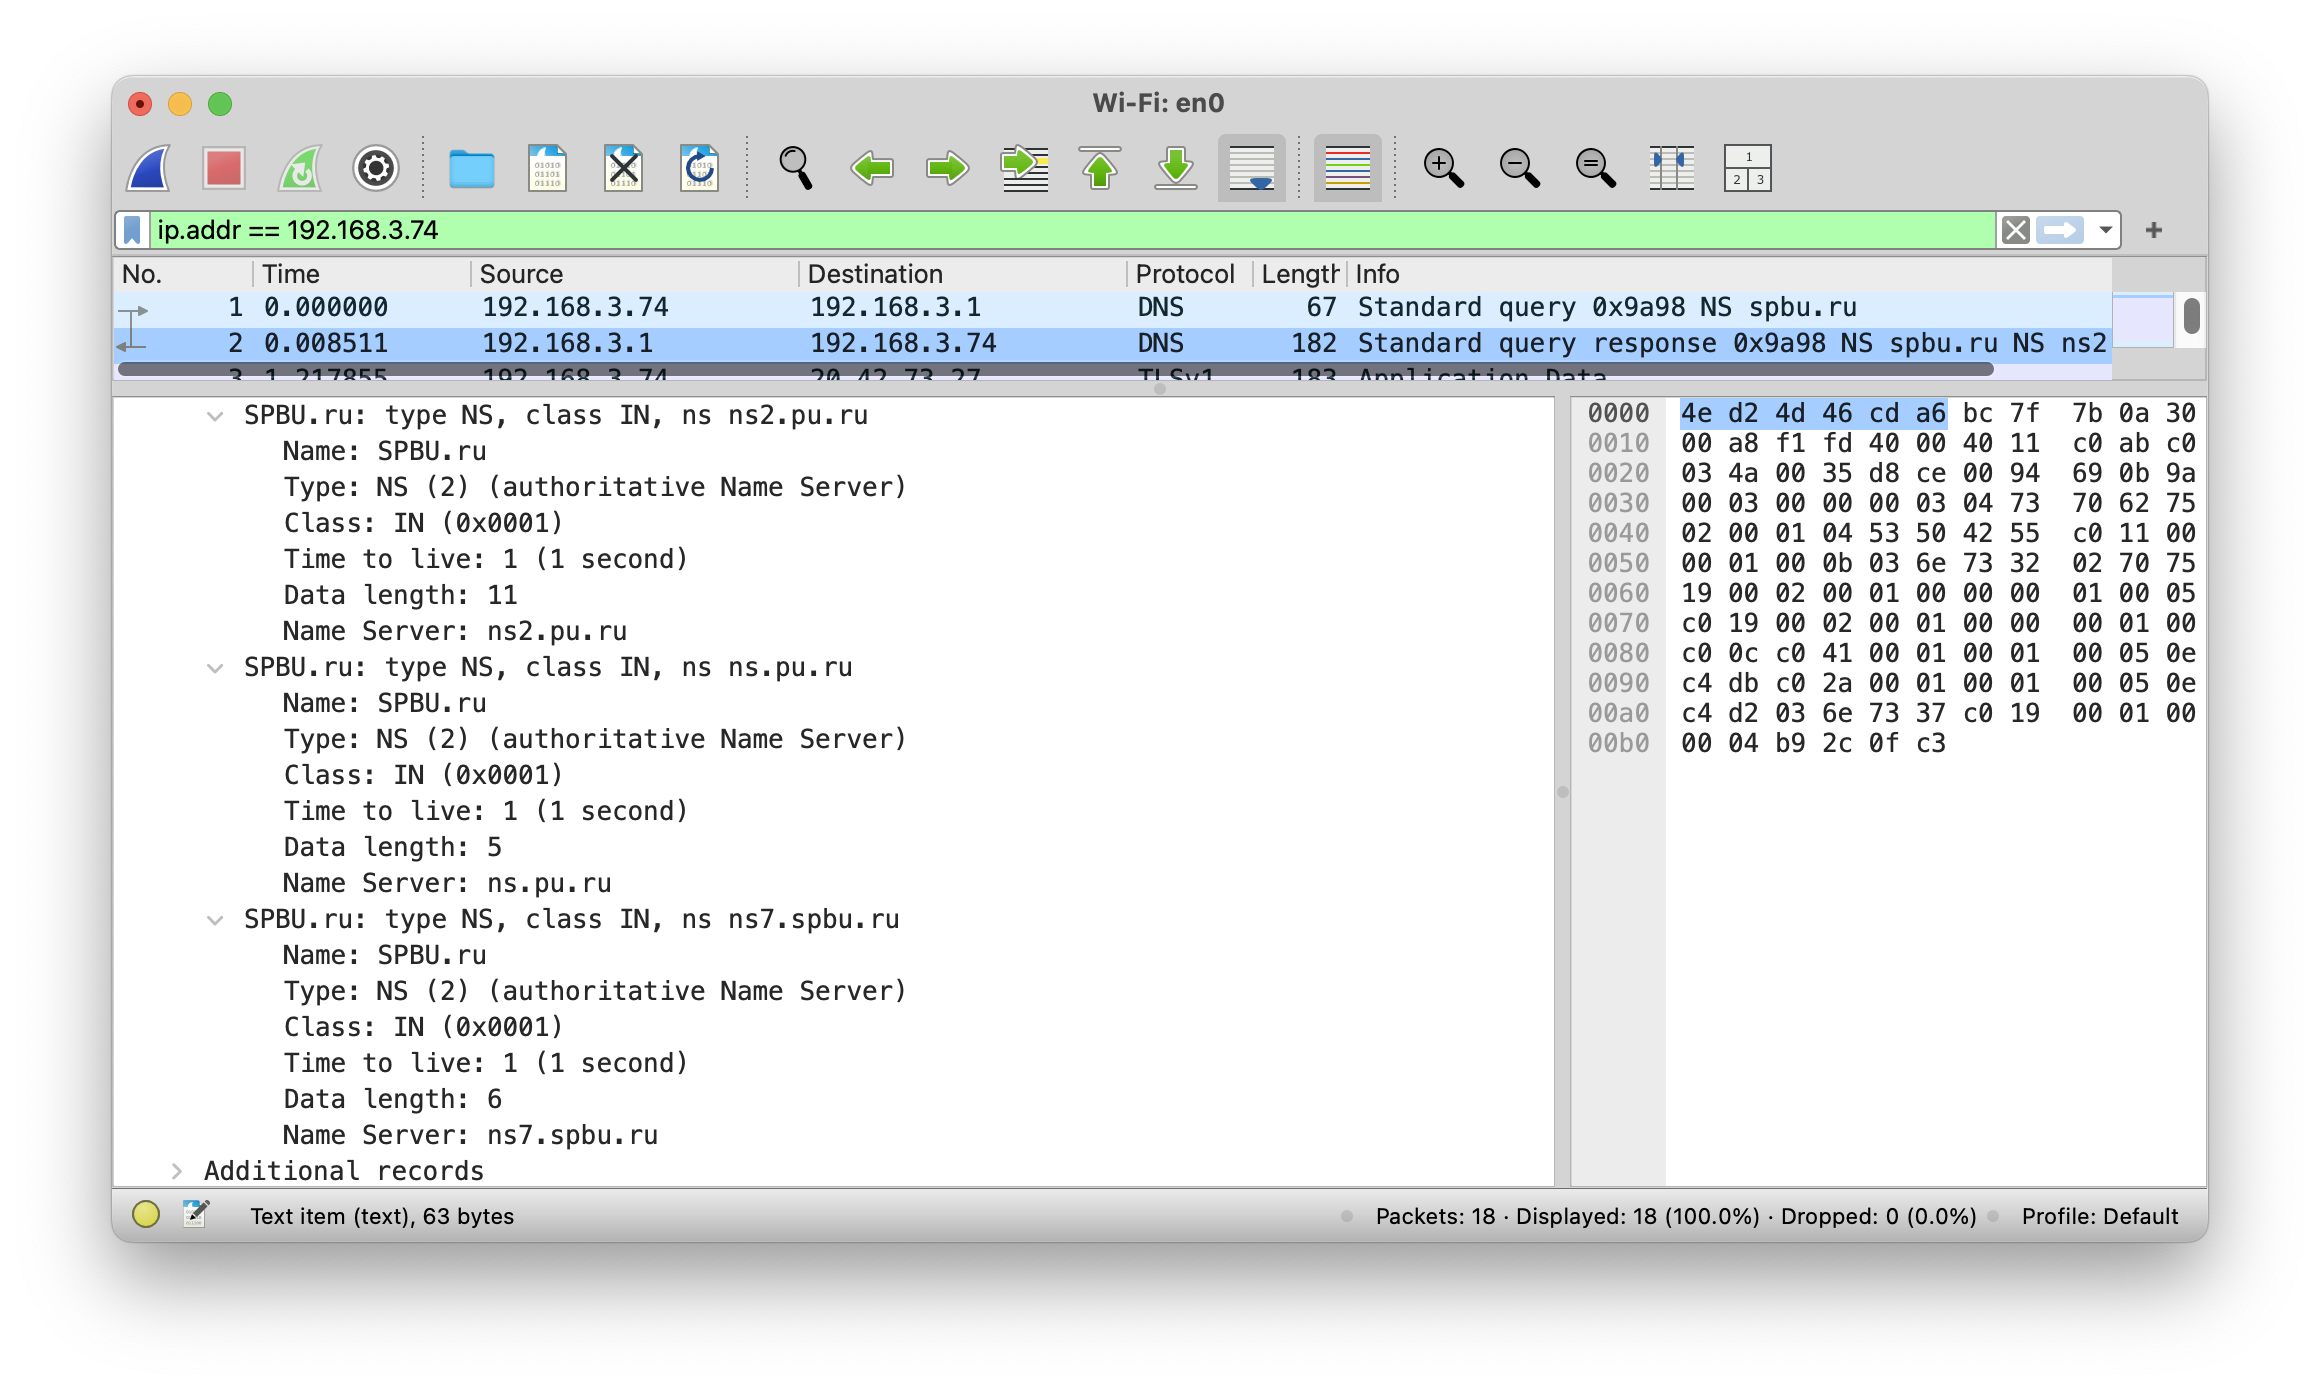 Wi-Fi: en0
ip.addr == 192.168.3.74
No. Time Source Destination Protocol Length Info
1 0.000000 192.168.3.74 192.168.3.1 DNS 67 Standard query 0x9a98 NS spbu.ru
2 0.008511 192.168.3.1 192.168.3.74 DNS 182 Standard query response 0x9a98 NS spbu.ru NS ns2
3 1.217855 192.168.3.74 20.42.73.27 TLSv1 183 Application Data
SPBU.ru: type NS, class IN, ns ns2.pu.ru
Name: SPBU.ru
Type: NS (2) (authoritative Name Server)
Class: IN (0x0001)
Time to live: 1 (1 second)
Data length: 11
Name Server: ns2.pu.ru
SPBU.ru: type NS, class IN, ns ns.pu.ru
Name: SPBU.ru
Type: NS (2) (authoritative Name Server)
Class: IN (0x0001)
Time to live: 1 (1 second)
Data length: 5
Name Server: ns.pu.ru
SPBU.ru: type NS, class IN, ns ns7.spbu.ru
Name: SPBU.ru
Type: NS (2) (authoritative Name Server)
Class: IN (0x0001)
Time to live: 1 (1 second)
Data length: 6
Name Server: ns7.spbu.ru
Additional records
0000 4e d2 4d 46 cd a6 bc 7f 7b 0a 30
0010 00 a8 f1 fd 40 00 40 11 c0 ab c0
0020 03 4a 00 35 d8 ce 00 94 69 0b 9a
0030 00 03 00 00 00 03 04 73 70 62 75
0040 02 00 01 04 53 50 42 55 c0 11 00
0050 00 01 00 0b 03 6e 73 32 02 70 75
0060 19 00 02 00 01 00 00 00 01 00 05
0070 c0 19 00 02 00 01 00 00 00 01 00
0080 c0 0c c0 41 00 01 00 01 00 05 0e
0090 c4 db c0 2a 00 01 00 01 00 05 0e
00a0 c4 d2 03 6e 73 37 c0 19 00 01 00
00b0 00 04 b9 2c 0f c3
Text item (text), 63 bytes
Packets: 18 · Displayed: 18 (100.0%) · Dropped: 0 (0.0%)
Profile: Default